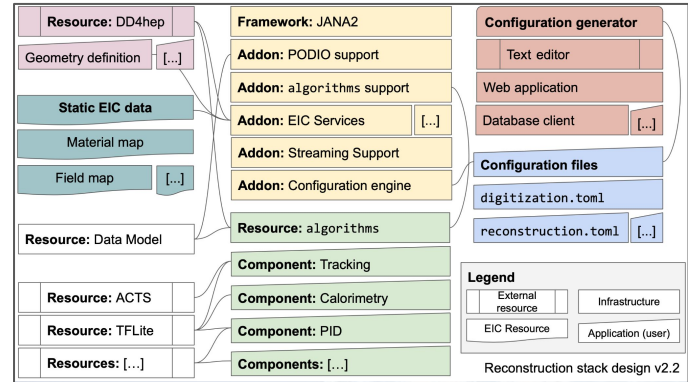 Resource: DD4hep
Geometry definition
[...]
Static EIC data
Material map
Field map
[...]
Resource: Data Model
Resource: ACTS
Resource: TFLite
Resources: [...]
Framework: JANA2
Addon: PODIO support
Addon: algorithms support
Addon: EIC Services
[...]
Addon: Streaming Support
Addon: Configuration engine
Resource: algorithms
Component: Tracking
Component: Calorimetry
Component: PID
Components: [...]
Configuration generator
Text editor
Web application
Database client
[...]
Configuration files
digitization.toml
reconstruction.toml
[...]
Legend
External
resource
Infrastructure
EIC Resource
Application (user)
Reconstruction stack design v2.2